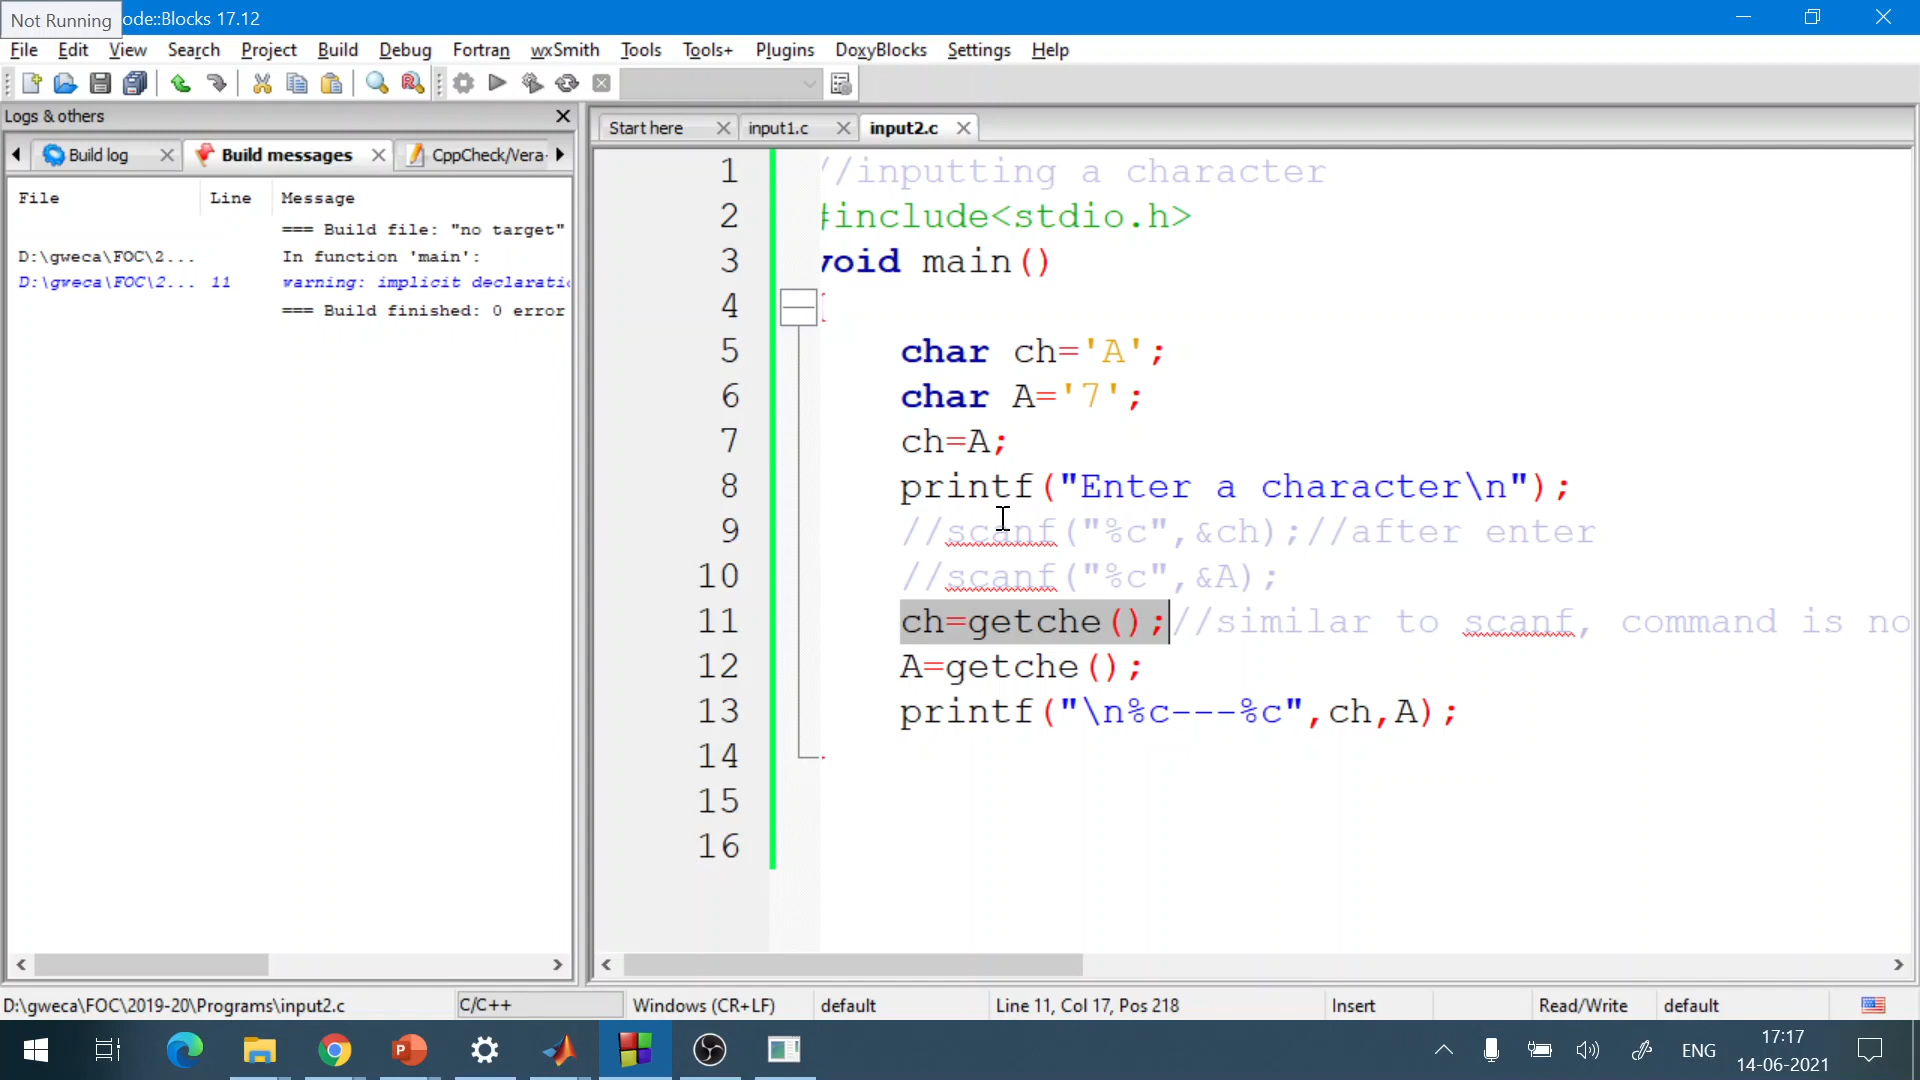 Not Running
ode::Blocks 17.12
File Edit View Search Project Build Debug Fortran wxSmith Tools Tools+ Plugins DoxyBlocks Settings Help
Logs & others
Build log
Build messages
CppCheck/Vera
Start here
input1.c
input2.c
File Line Message
=== Build file: "no target"
D:\gweca\FOC\2... In function 'main':
D:\gweca\FOC\2... 11 warning: implicit declaratio
=== Build finished: 0 error
1 //inputting a character
2 #include<stdio.h>
3 void main()
4 {
5 char ch='A';
6 char A='7';
7 ch=A;
8 printf("Enter a character\n");
9 //scanf("%c",&ch);//after enter
10 //scanf("%c",&A);
11 ch=getche();//similar to scanf, command is no
12 A=getche();
13 printf("\n%c---%c",ch,A);
14
15
16
D:\gweca\FOC\2019-20\Programs\input2.c C/C++ Windows (CR+LF) default Line 11, Col 17, Pos 218 Insert Read/Write default
ENG
17:17
14-06-2021